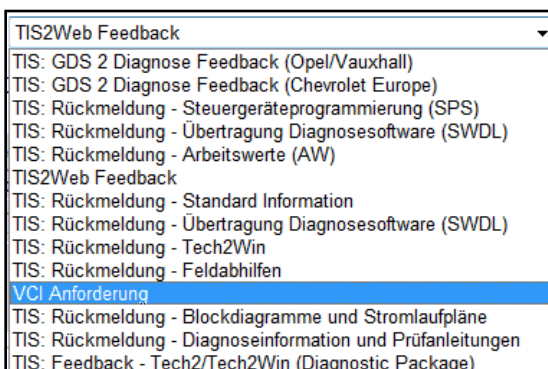 TIS2Web Feedback
TIS: GDS 2 Diagnose Feedback (Opel/Vauxhall)
TIS: GDS 2 Diagnose Feedback (Chevrolet Europe)
TIS: Rückmeldung - Steuergeräteprogrammierung (SPS)
TIS: Rückmeldung - Übertragung Diagnosesoftware (SWDL)
TIS: Rückmeldung - Arbeitswerte (AW)
TIS2Web Feedback
TIS: Rückmeldung - Standard Information
TIS: Rückmeldung - Übertragung Diagnosesoftware (SWDL)
TIS: Rückmeldung - Tech2Win
TIS: Rückmeldung - Feldabhilfen
VCI Anforderung
TIS: Rückmeldung - Blockdiagramme und Stromlaufpläne
TIS: Rückmeldung - Diagnoseinformation und Prüfanleitungen
TIS: Feedback - Tech2/Tech2Win (Diagnostic Package)